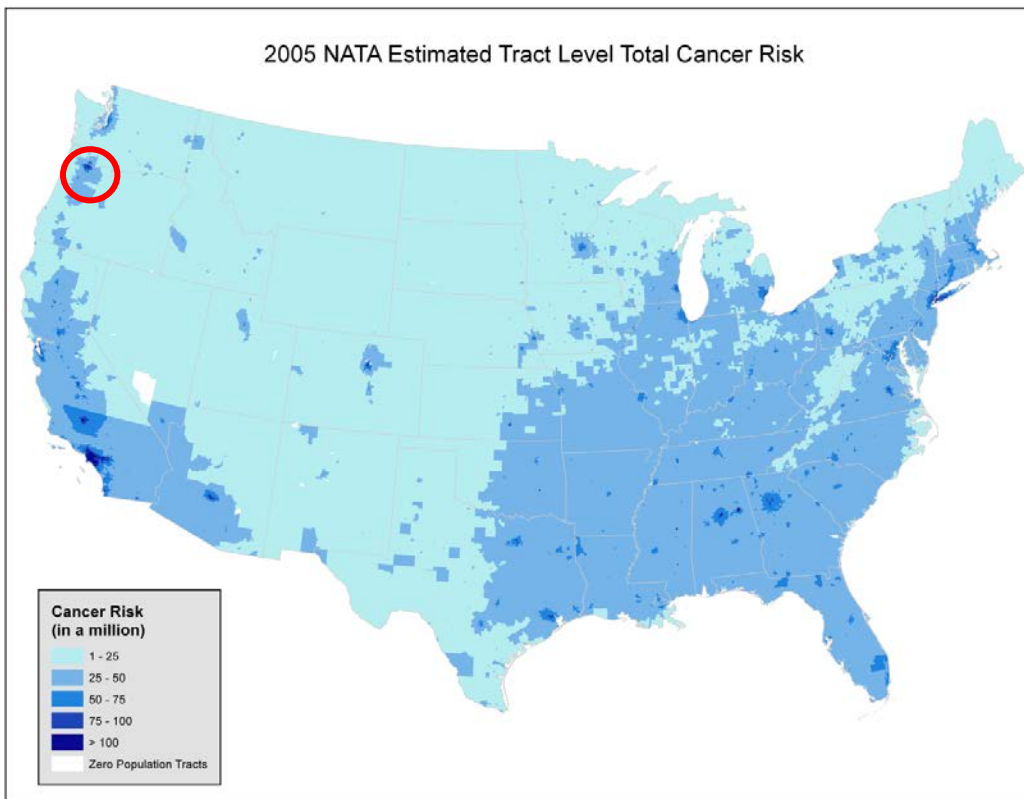 2005 NATA Estimated Tract Level Total Cancer Risk
Cancer Risk
(in a million)
1 - 25
25 - 50
50 - 75
75 - 100
> 100
Zero Population Tracts